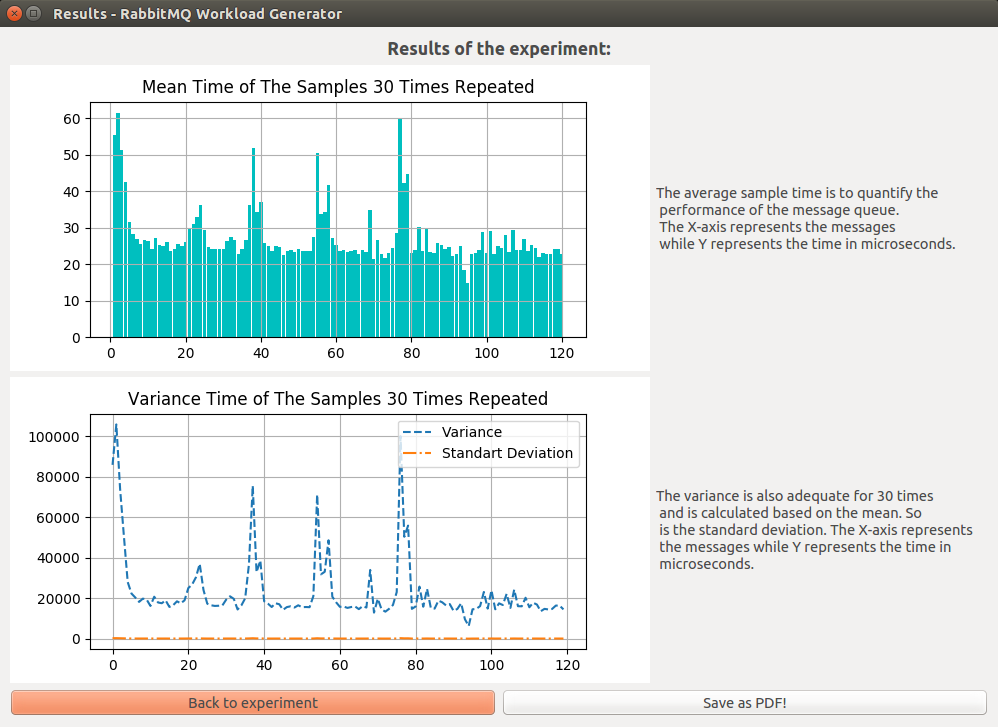 Results - RabbitMQ Workload Generator
Results of the experiment:
Mean Time of The Samples 30 Times Repeated
60
50
40
30
20
10
0
0 20 40 60 80 100 120
The average sample time is to quantify the
performance of the message queue.
The X-axis represents the messages
while Y represents the time in microseconds.
Variance Time of The Samples 30 Times Repeated
Variance
Standart Deviation
100000
80000
60000
40000
20000
0
0 20 40 60 80 100 120
The variance is also adequate for 30 times
and is calculated based on the mean. So
is the standard deviation. The X-axis represents
the messages while Y represents the time in
microseconds.
Back to experiment
Save as PDF!